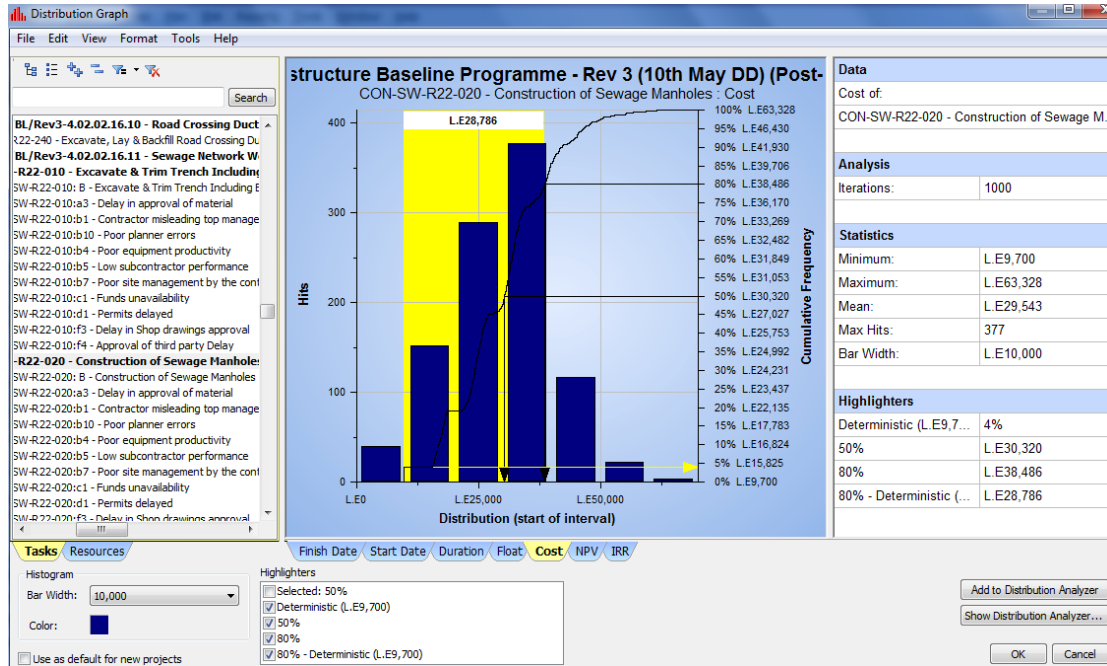 Distribution Graph
File Edit View Format Tools Help
Search
BL/Rev3-4.02.02.16.10 - Road Crossing Duct
R22-240 - Excavate, Lay & Backfill Road Crossing Du
BL/Rev3-4.02.02.16.11 - Sewage Network W
-R22-010 - Excavate & Trim Trench Including
SW-R22-010: B - Excavate & Trim Trench Including E
SW-R22-010:a3 - Delay in approval of material
SW-R22-010:b1 - Contractor misleading top manage
SW-R22-010:b10 - Poor planner errors
SW-R22-010:b4 - Poor equipment productivity
SW-R22-010:b5 - Low subcontractor performance
SW-R22-010:b7 - Poor site management by the cont
SW-R22-010:c1 - Funds unavailability
SW-R22-010:d1 - Permits delayed
SW-R22-010:f3 - Delay in Shop drawings approval
SW-R22-010:f4 - Approval of third party Delay
-R22-020 - Construction of Sewage Manholes
SW-R22-020: B - Construction of Sewage Manholes
SW-R22-020:a3 - Delay in approval of material
SW-R22-020:b1 - Contractor misleading top manage
SW-R22-020:b10 - Poor planner errors
SW-R22-020:b4 - Poor equipment productivity
SW-R22-020:b5 - Low subcontractor performance
SW-R22-020:b7 - Poor site management by the cont
SW-R22-020:c1 - Funds unavailability
SW-R22-020:d1 - Permits delayed
SW-R22-020:f3 - Delay in Shop drawings approval
Tasks Resources
structure Baseline Programme - Rev 3 (10th May DD) (Post-
CON-SW-R22-020 - Construction of Sewage Manholes : Cost
L.E28,786
400
300
200
100
0
Hits
L.E0 L.E25,000 L.E50,000
Distribution (start of interval)
100% L.E63,328
95% L.E46,430
90% L.E41,930
85% L.E39,706
80% L.E38,486
75% L.E36,170
70% L.E33,269
65% L.E32,482
60% L.E31,849
55% L.E31,053
50% L.E30,320
45% L.E27,027
40% L.E25,753
35% L.E24,992
30% L.E24,231
25% L.E23,437
20% L.E22,135
15% L.E17,783
10% L.E16,824
5% L.E15,825
0% L.E9,700
Cumulative Frequency
Finish Date Start Date Duration Float Cost NPV IRR
Data
Cost of:
CON-SW-R22-020 - Construction of Sewage M...
Analysis
Iterations: 1000
Statistics
Minimum: L.E9,700
Maximum: L.E63,328
Mean: L.E29,543
Max Hits: 377
Bar Width: L.E10,000
Highlighters
Deterministic (L.E9,7... 4%
50% L.E30,320
80% L.E38,486
80% - Deterministic (... L.E28,786
Histogram
Bar Width: 10,000
Color:
Use as default for new projects
Highlighters
Selected: 50%
Deterministic (L.E9,700)
50%
80%
80% - Deterministic (L.E9,700)
Add to Distribution Analyzer
Show Distribution Analyzer...
OK Cancel